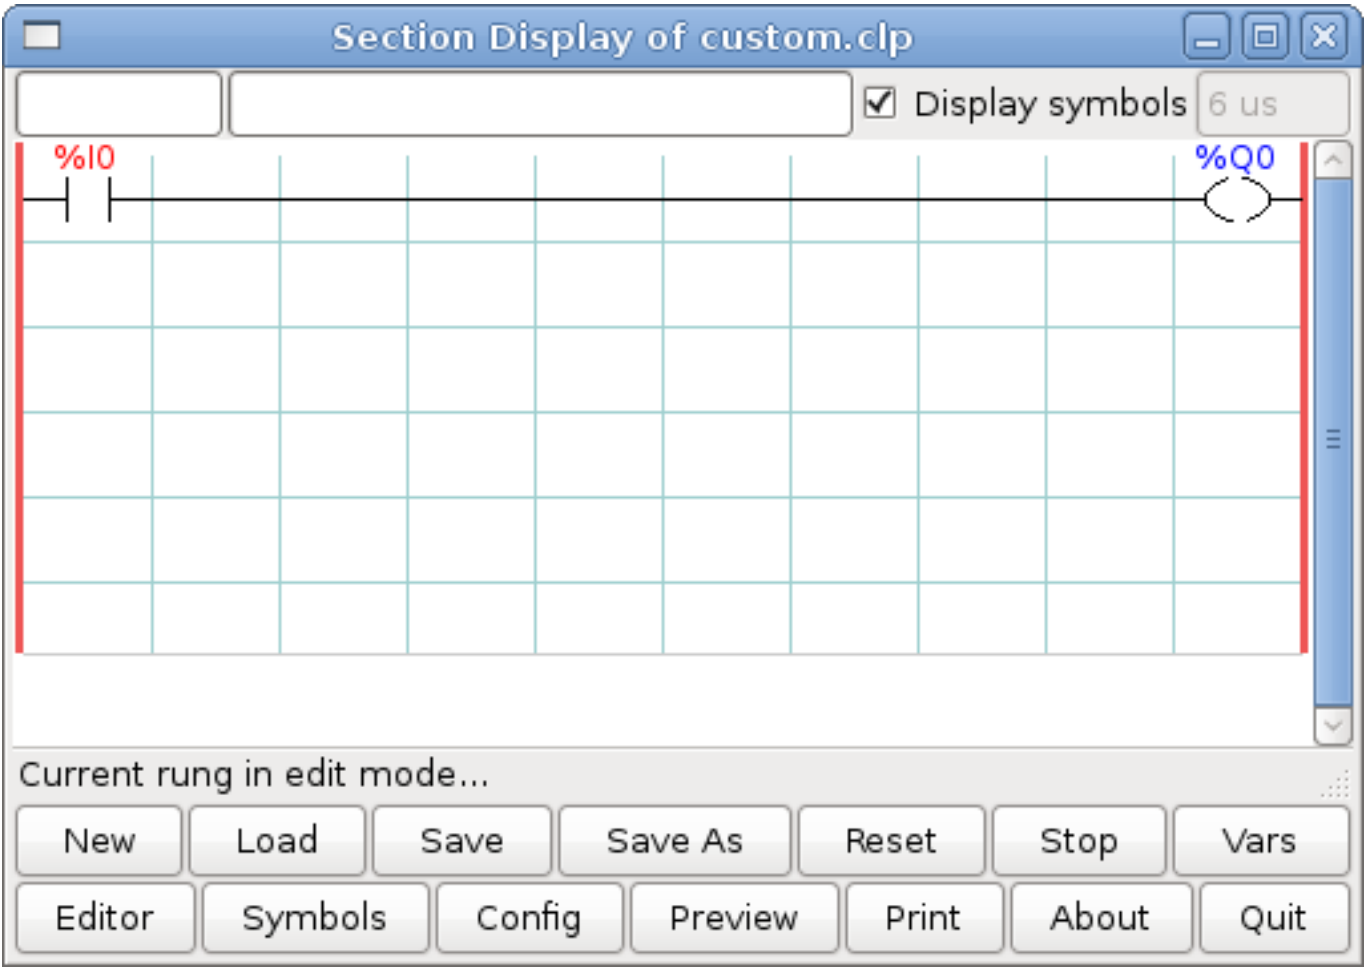 Section Display of custom.clp
Display symbols 6 us
%I0 %Q0
Current rung in edit mode...
New Load Save Save As Reset Stop Vars
Editor Symbols Config Preview Print About Quit